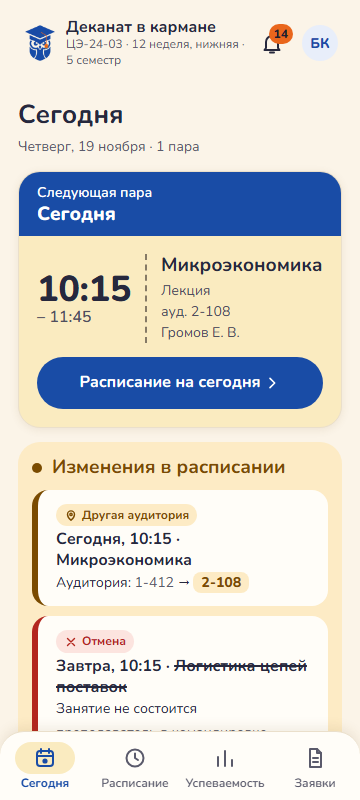 Деканат в кармане
ЦЭ-24-03 · 12 неделя, нижняя ·
5 семестр
14
БК
Сегодня
Четверг, 19 ноября · 1 пара
Следующая пара
Сегодня
10:15
– 11:45
Микроэкономика
Лекция
ауд. 2-108
Громов Е. В.
Расписание на сегодня
Изменения в расписании
Другая аудитория
Сегодня, 10:15 ·
Микроэкономика
Аудитория: 1-412 → 2-108
Отмена
Завтра, 10:15 · Логистика цепей
поставок
Занятие не состоится
Сегодня
Расписание
Успеваемость
Заявки